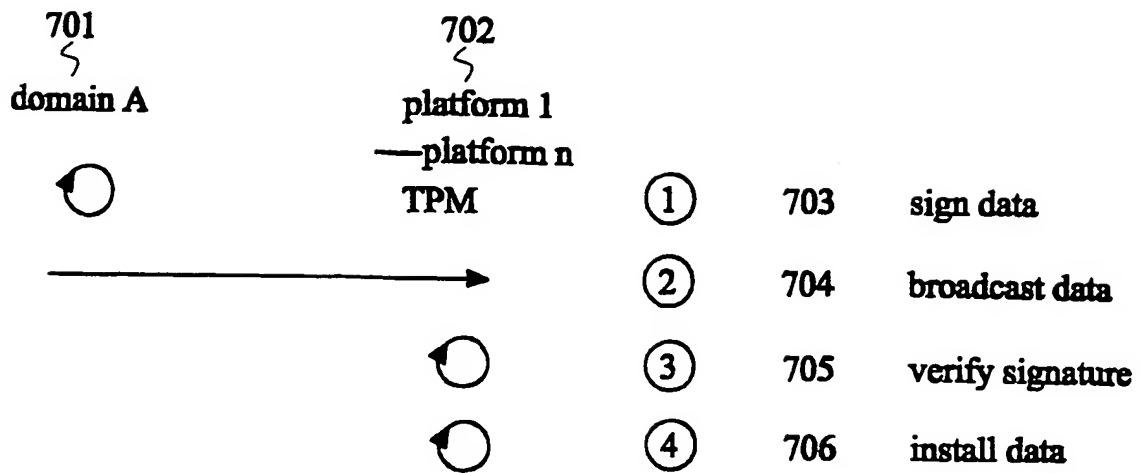 701
702
domain A
platform 1
—platform n
TPM
1 703 sign data
2 704 broadcast data
3 705 verify signature
4 706 install data